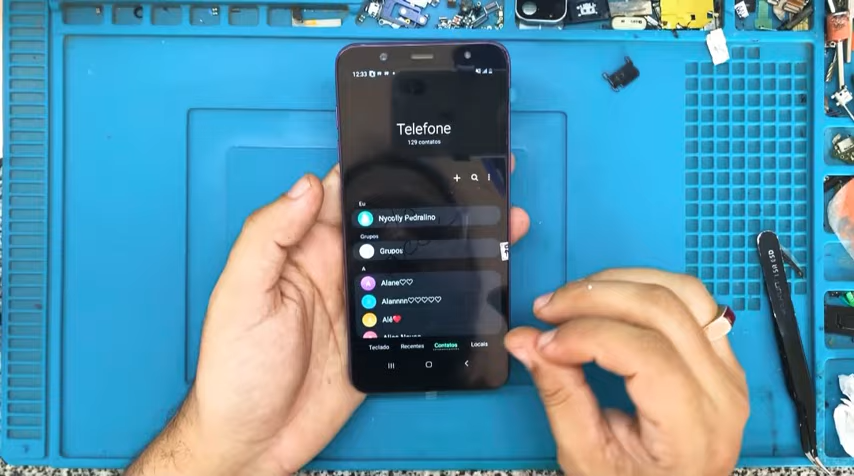 12:33
Telefone
129 contatos
Eu
Nycolly Pedralino
Grupos
Grupos
A
Alane♡♡
Alannnn♡♡♡♡♡
Alê❤️
Teclado Recentes Contatos Locais